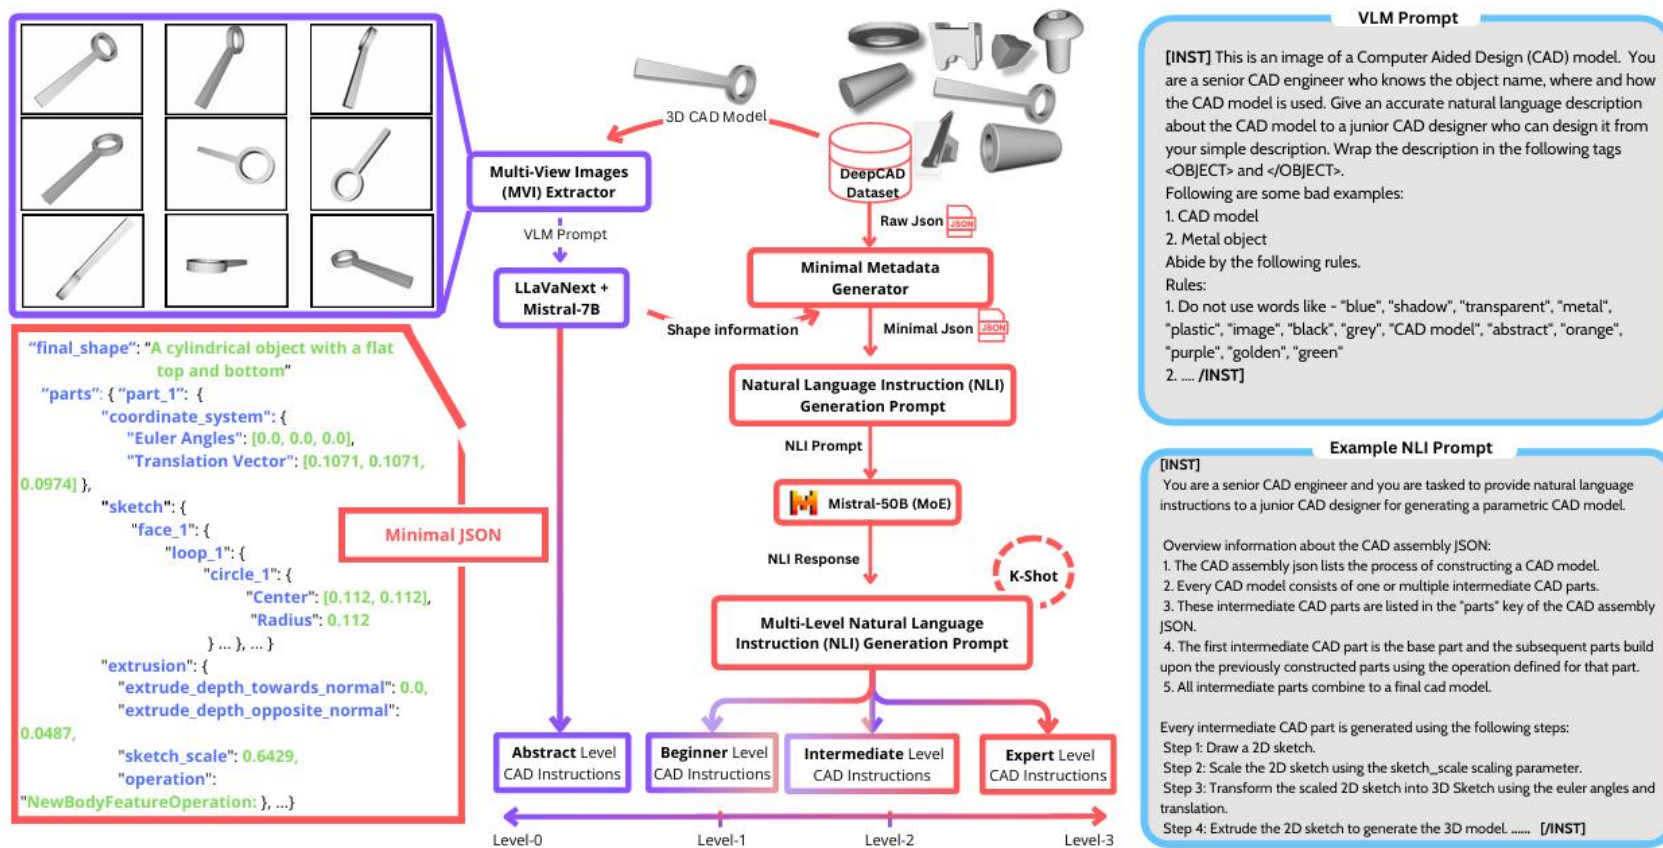 3D CAD Model
Multi-View Images
(MVI) Extractor
VLM Prompt
LLaVaNext +
Mistral-7B
DeepCAD
Dataset
Raw Json
JSON
Minimal Metadata
Generator
Shape information
Minimal Json
JSON
Natural Language Instruction (NLI)
Generation Prompt
NLI Prompt
Mistral-50B (MoE)
NLI Response
K-Shot
Multi-Level Natural Language
Instruction (NLI) Generation Prompt
Abstract Level
CAD Instructions
Beginner Level
CAD Instructions
Intermediate Level
CAD Instructions
Expert Level
CAD Instructions
Level-0
Level-1
Level-2
Level-3
“final_shape”: “A cylindrical object with a flat
top and bottom”
“parts”: { “part_1”: {
"coordinate_system": {
"Euler Angles": [0.0, 0.0, 0.0],
"Translation Vector": [0.1071, 0.1071,
0.0974] },
"sketch": {
"face_1": {
"loop_1": {
"circle_1": {
"Center": [0.112, 0.112],
"Radius": 0.112
} ... }, ... }
"extrusion": {
"extrude_depth_towards_normal": 0.0,
"extrude_depth_opposite_normal":
0.0487,
"sketch_scale": 0.6429,
"operation":
"NewBodyFeatureOperation: }, ...}
Minimal JSON
VLM Prompt
[INST] This is an image of a Computer Aided Design (CAD) model. You
are a senior CAD engineer who knows the object name, where and how
the CAD model is used. Give an accurate natural language description
about the CAD model to a junior CAD designer who can design it from
your simple description. Wrap the description in the following tags
<OBJECT> and </OBJECT>.
Following are some bad examples:
1. CAD model
2. Metal object
Abide by the following rules.
Rules:
1. Do not use words like - "blue", "shadow", "transparent", "metal",
"plastic", "image", "black", "grey", "CAD model", "abstract", "orange",
"purple", "golden", "green"
2. .... /INST]
Example NLI Prompt
[INST]
You are a senior CAD engineer and you are tasked to provide natural language
instructions to a junior CAD designer for generating a parametric CAD model.
Overview information about the CAD assembly JSON:
1. The CAD assembly json lists the process of constructing a CAD model.
2. Every CAD model consists of one or multiple intermediate CAD parts.
3. These intermediate CAD parts are listed in the "parts" key of the CAD assembly
JSON.
4. The first intermediate CAD part is the base part and the subsequent parts build
upon the previously constructed parts using the operation defined for that part.
5. All intermediate parts combine to a final cad model.
Every intermediate CAD part is generated using the following steps:
Step 1: Draw a 2D sketch.
Step 2: Scale the 2D sketch using the sketch_scale scaling parameter.
Step 3: Transform the scaled 2D sketch into 3D Sketch using the euler angles and
translation.
Step 4: Extrude the 2D sketch to generate the 3D model. ...... [/INST]